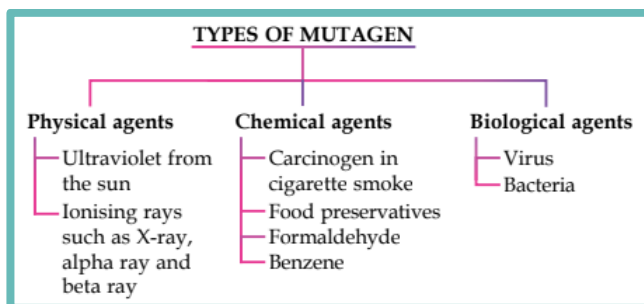 TYPES OF MUTAGEN
Physical agents
Ultraviolet from
the sun
Ionising rays
such as X-ray,
alpha ray and
beta ray
Chemical agents
Carcinogen in
cigarette smoke
Food preservatives
Formaldehyde
Benzene
Biological agents
Virus
Bacteria